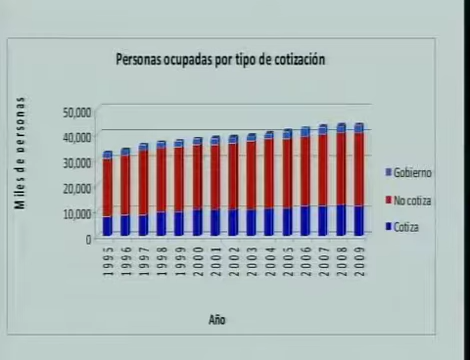 Personas ocupadas por tipo de cotización
Miles de personas
50,000
40,000
30,000
20,000
10,000
0
Gobierno
No cotiza
Cotiza
1995 1996 1997 1998 1999 2000 2001 2002 2003 2004 2005 2006 2007 2008 2009
Año